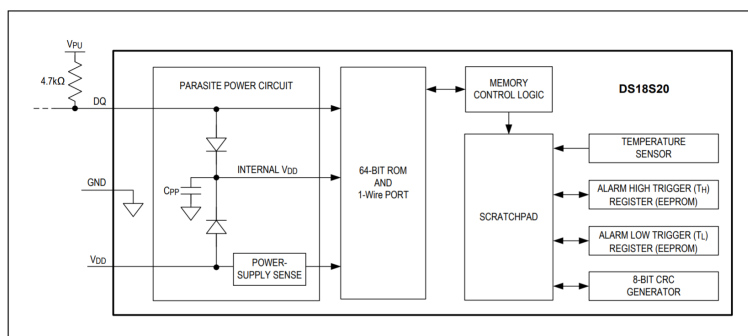 VPU
4.7kΩ
DQ
GND
VDD
PARASITE POWER CIRCUIT
CPP
INTERNAL VDD
POWER-
SUPPLY SENSE
64-BIT ROM
AND
1-Wire PORT
MEMORY
CONTROL LOGIC
SCRATCHPAD
DS18S20
TEMPERATURE
SENSOR
ALARM HIGH TRIGGER (TH)
REGISTER (EEPROM)
ALARM LOW TRIGGER (TL)
REGISTER (EEPROM)
8-BIT CRC
GENERATOR